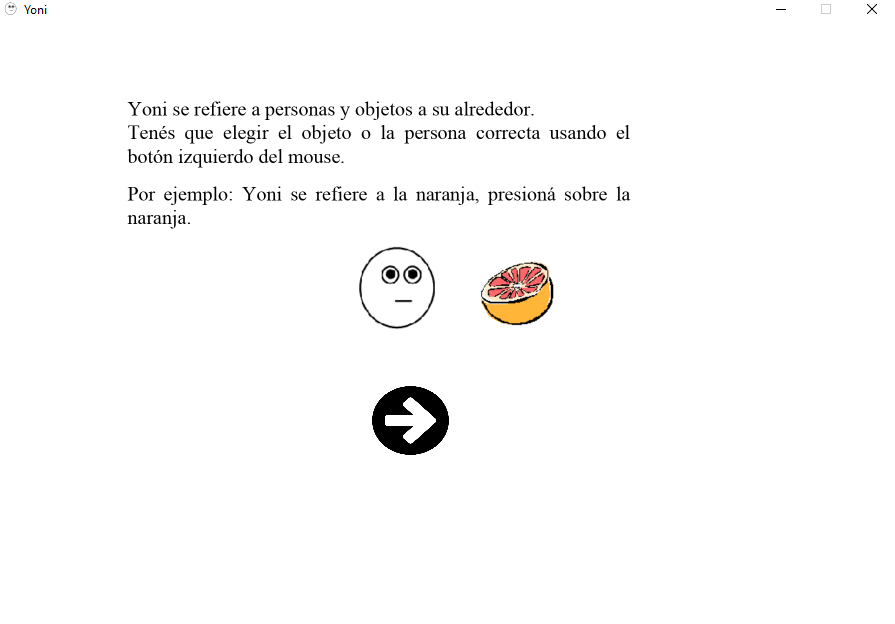 Yoni
Yoni se refiere a personas y objetos a su alrededor.
Tenés que elegir el objeto o la persona correcta usando el
botón izquierdo del mouse.
Por ejemplo: Yoni se refiere a la naranja, presioná sobre la
naranja.